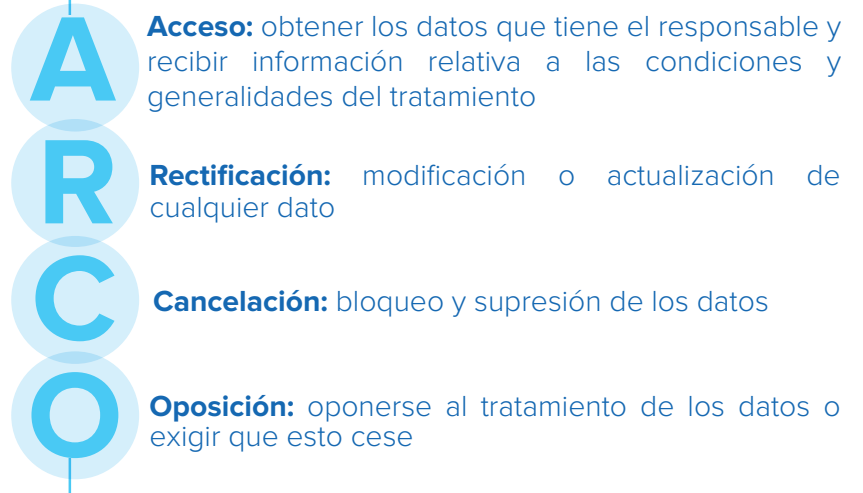 A
Acceso: obtener los datos que tiene el responsable y
recibir información relativa a las condiciones y
generalidades del tratamiento
R
Rectificación: modificación o actualización de
cualquier dato
C
Cancelación: bloqueo y supresión de los datos
O
Oposición: oponerse al tratamiento de los datos o
exigir que esto cese